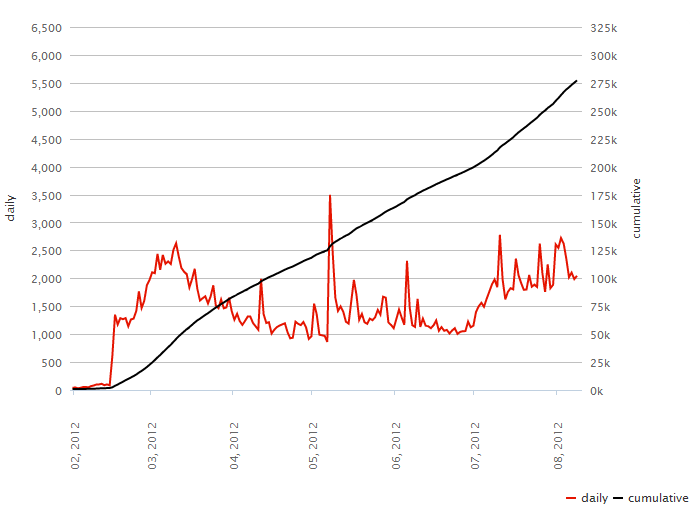 6,500
6,000
5,500
5,000
4,500
4,000
3,500
3,000
2,500
2,000
1,500
1,000
500
0
daily
325k
300k
275k
250k
225k
200k
175k
150k
125k
100k
75k
50k
25k
0k
cumulative
02, 2012
03, 2012
04, 2012
05, 2012
06, 2012
07, 2012
08, 2012
daily cumulative